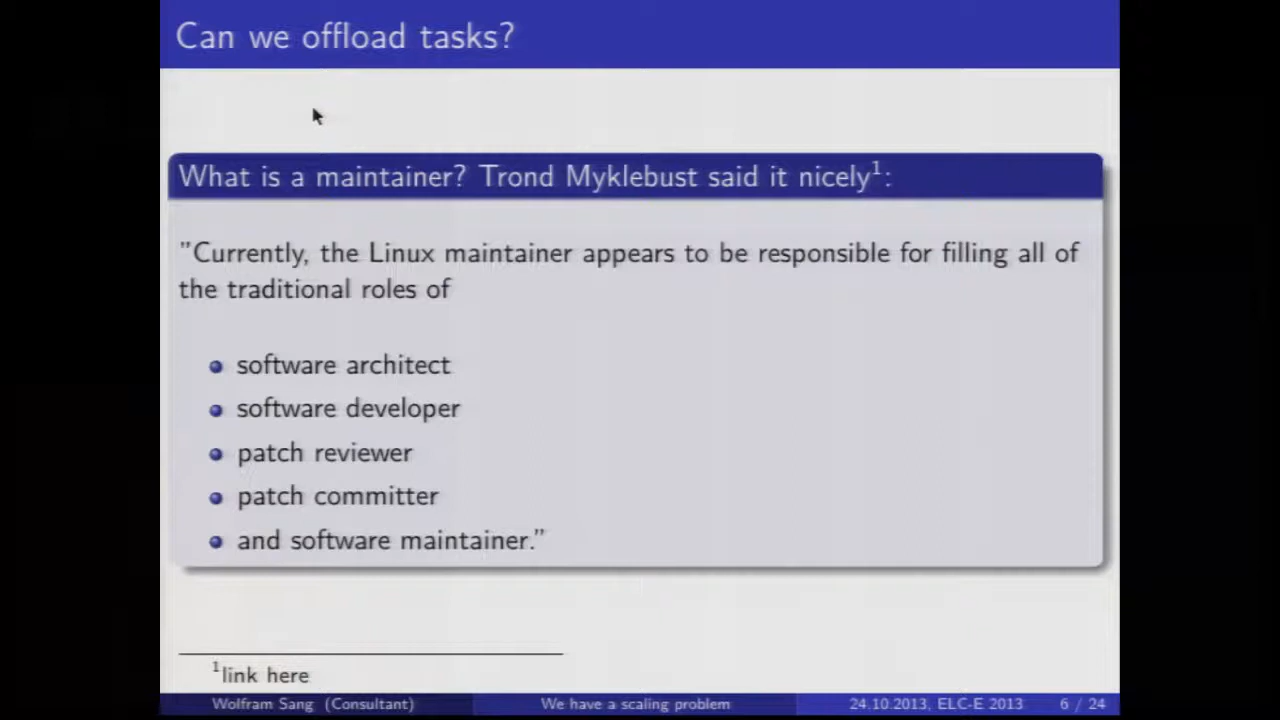 Can we offload tasks?
What is a maintainer? Trond Myklebust said it nicely¹:
”Currently, the Linux maintainer appears to be responsible for filling all of
the traditional roles of
software architect
software developer
patch reviewer
patch committer
and software maintainer.”
¹link here
Wolfram Sang (Consultant) We have a scaling problem 24.10.2013, ELC-E 2013 6 / 24